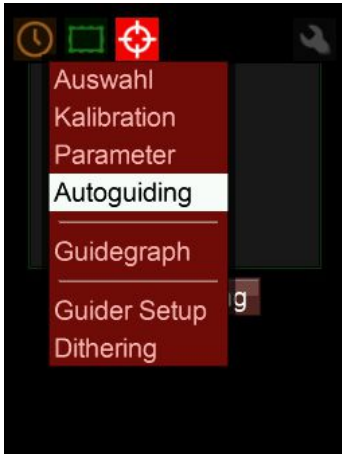 Auswahl
Kalibration
Parameter
Autoguiding
Guidegraph
Guider Setup
g
Dithering